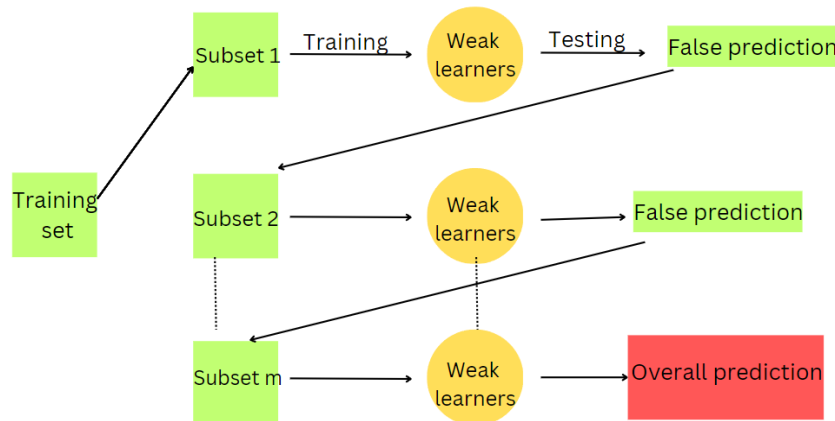 Subset 1
Training
Weak
learners
Testing
False prediction
Training
set
Subset 2
Weak
learners
False prediction
Subset m
Weak
learners
Overall prediction